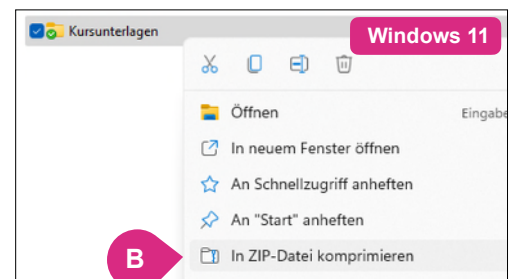 Kursunterlagen
Windows 11
Öffnen
Eingabe
In neuem Fenster öffnen
An Schnellzugriff anheften
An "Start" anheften
B
In ZIP-Datei komprimieren